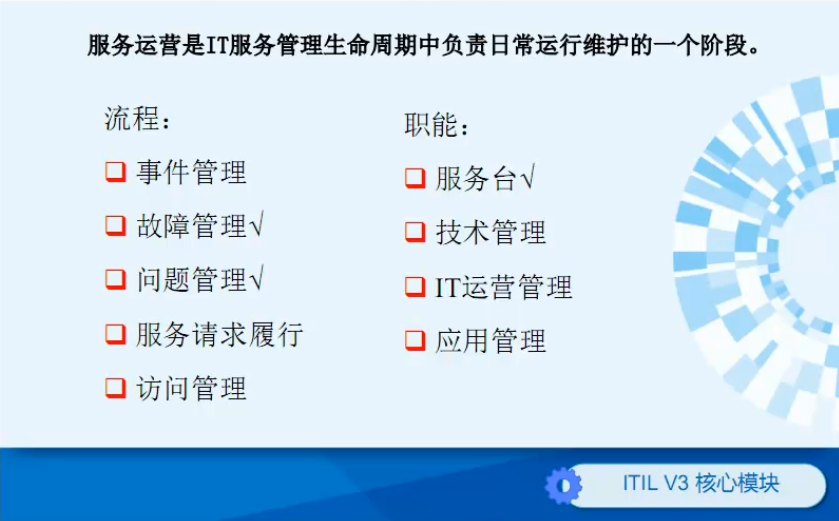 服务运营是IT服务管理生命周期中负责日常运行维护的一个阶段。
流程：
事件管理
故障管理√
问题管理√
服务请求履行
访问管理
职能：
服务台√
技术管理
IT运营管理
应用管理
ITIL V3 核心模块